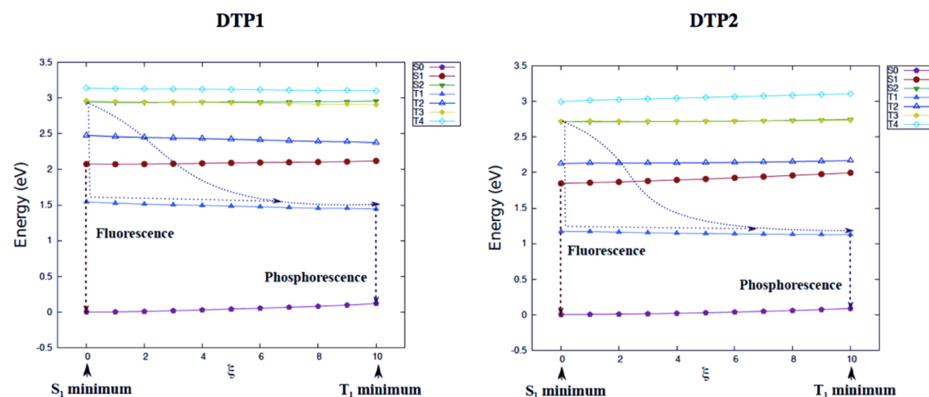 DTP1
DTP2
3.5
3
2.5
2
1.5
1
0.5
0
-0.5
Energy (eV)
S0
S1
S2
T1
T2
T3
T4
Fluorescence
Phosphorescence
0 2 4 6 8 10
ξ
S1 minimum
T1 minimum
3.5
3
2.5
2
1.5
1
0.5
0
-0.5
Energy (eV)
S0
S1
S2
T1
T2
T3
T4
Fluorescence
Phosphorescence
0 2 4 6 8 10
ξ
S1 minimum
T1 minimum